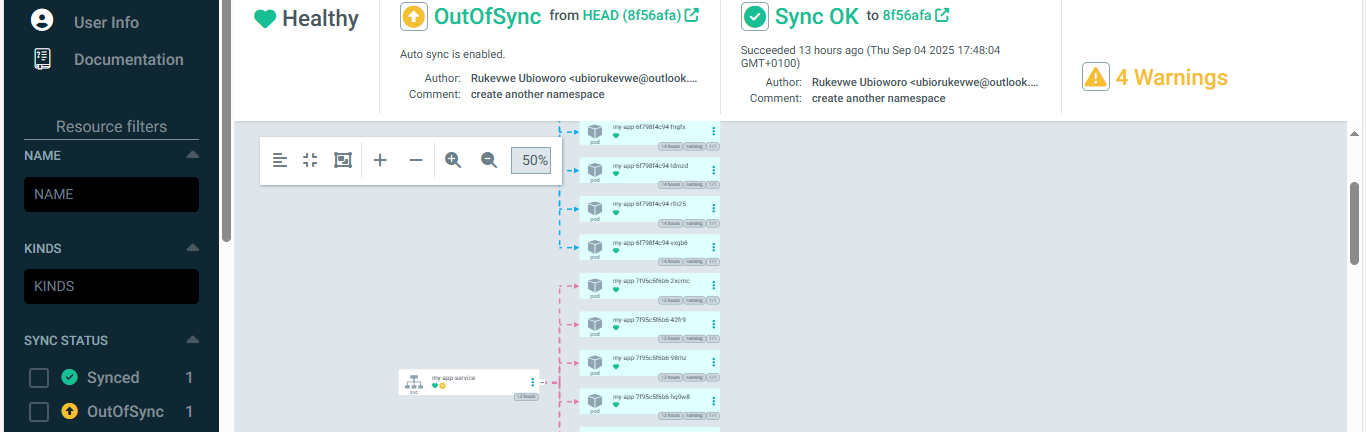 User Info
Documentation
Resource filters
NAME
NAME
KINDS
KINDS
SYNC STATUS
Synced 1
OutOfSync 1
Healthy
OutOfSync from HEAD (8f56afa)
Auto sync is enabled.
Author: Rukevwe Ubioworo <ubiorukevwe@outlook....
Comment: create another namespace
Sync OK to 8f56afa
Succeeded 13 hours ago (Thu Sep 04 2025 17:48:04
GMT+0100)
Author: Rukevwe Ubioworo <ubiorukevwe@outlook....
Comment: create another namespace
4 Warnings
50%
my-app-6f798f4c94-fngfx
pod
14 hours running 1/1
my-app-6f798f4c94-ldmzd
pod
14 hours running 1/1
my-app-6f798f4c94-rfn25
pod
14 hours running 1/1
my-app-6f798f4c94-vxgb6
pod
14 hours running 1/1
my-app-7f95c5f6b6-2xcmc
pod
13 hours running 1/1
my-app-7f95c5f6b6-42fr9
pod
13 hours running 1/1
my-app-7f95c5f6b6-98rhz
pod
13 hours running 1/1
my-app-service
svc
13 hours
my-app-7f95c5f6b6-hq9w8
pod
13 hours running 1/1